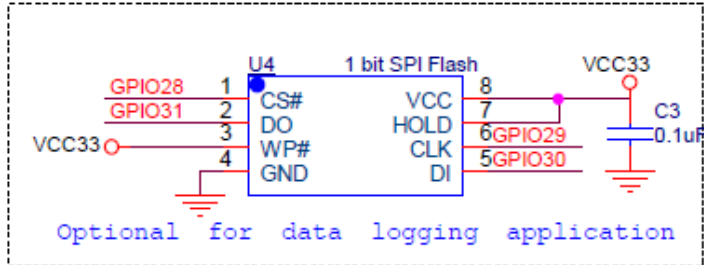 U4 1 bit SPI Flash VCC33
GPIO28 1 CS# VCC 8
GPIO31 2 DO HOLD 7 C3
VCC33 3 WP# CLK 6 GPIO29 0.1uF
4 GND DI 5 GPIO30
Optional for data logging application